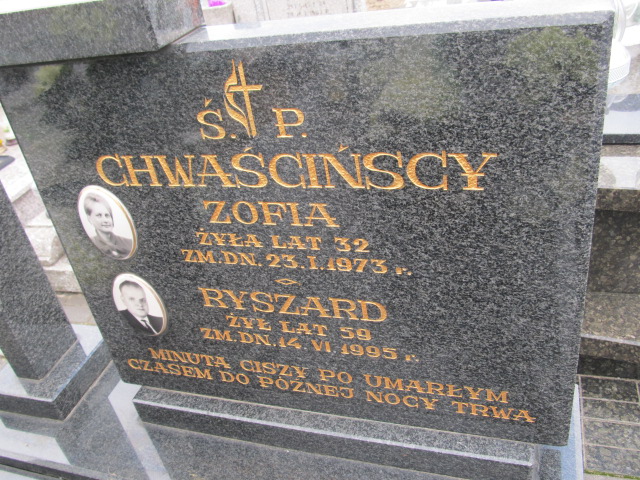 Ś. P.
CHWAŚCIŃSCY
ZOFIA
ŻYŁA LAT 32
ZM. DN. 23. I. 1973 r.
RYSZARD
ŻYŁ LAT 58
ZM. DN. 14. VI. 1995 r.
MINUTA CISZY PO UMARŁYM
CZASEM DO PÓŹNEJ NOCY TRWA